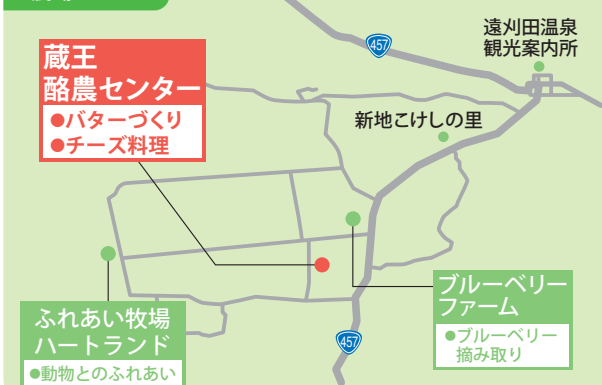 457
遠刈田温泉
観光案内所
蔵王
酪農センター
●バターづくり
●チーズ料理
新地こけしの里
ブルーベリー
ファーム
●ブルーベリー
摘み取り
ふれあい牧場
ハートランド
●動物とのふれあい
457